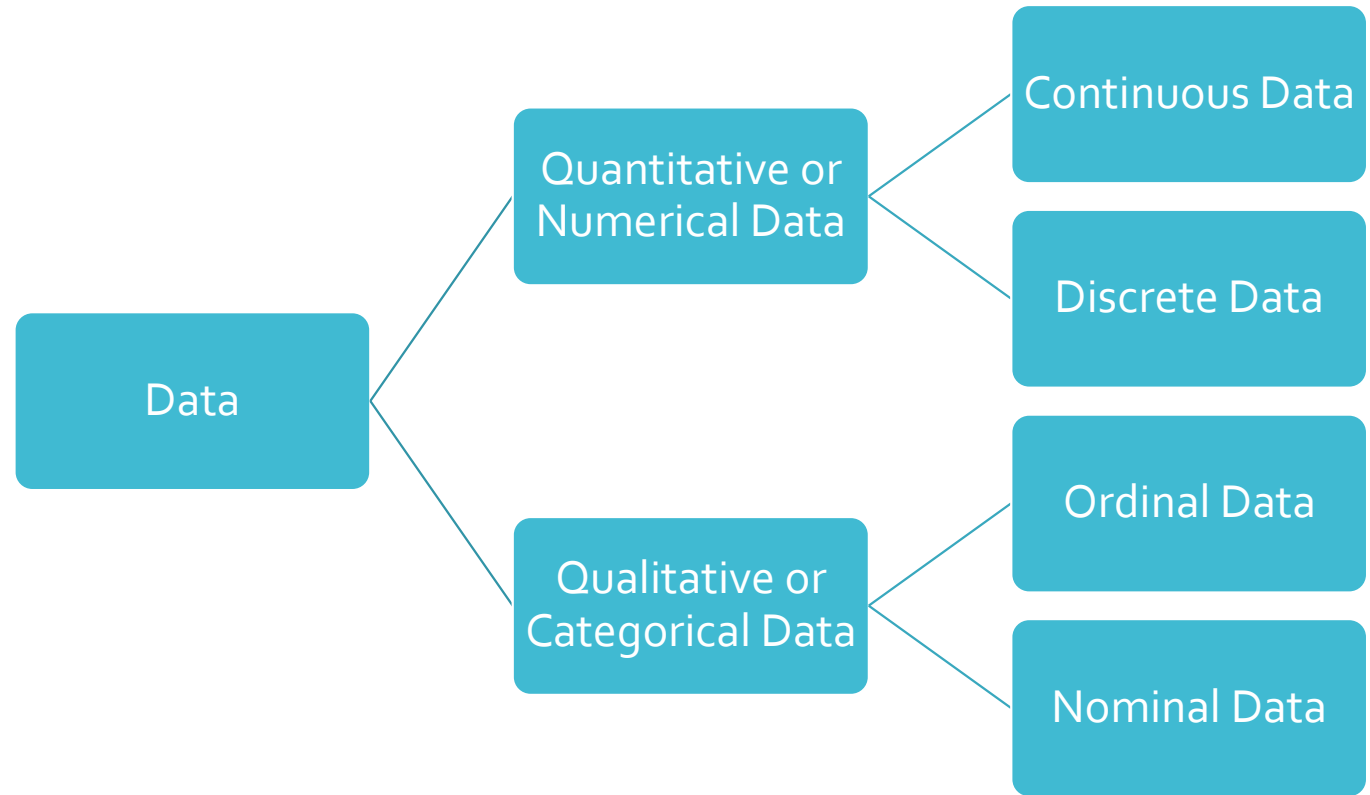 Data
Quantitative or
Numerical Data
Qualitative or
Categorical Data
Continuous Data
Discrete Data
Ordinal Data
Nominal Data